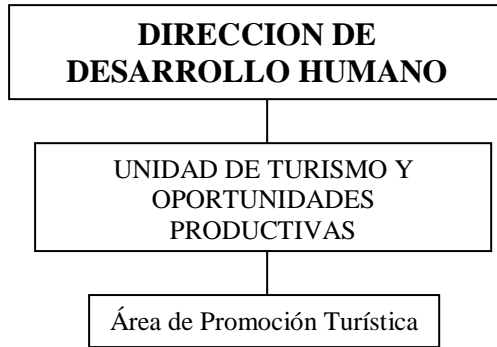 DIRECCION DE
DESARROLLO HUMANO
UNIDAD DE TURISMO Y
OPORTUNIDADES
PRODUCTIVAS
Área de Promoción Turística